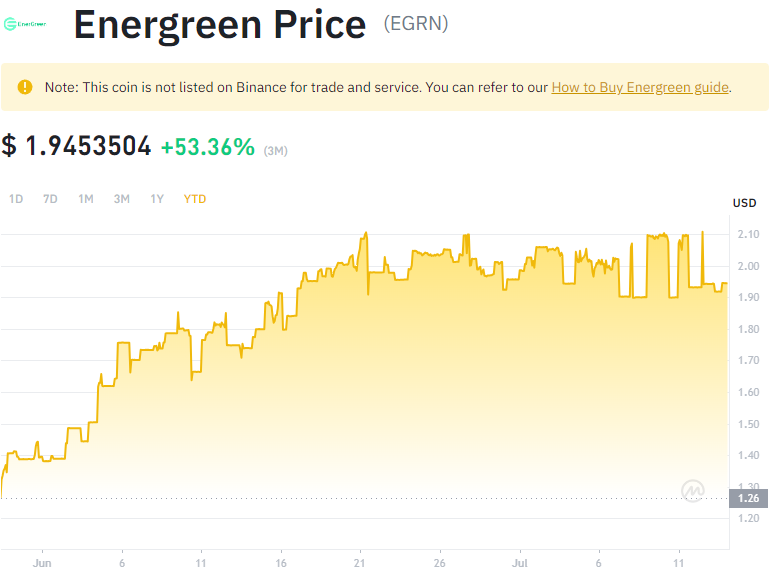 EnerGreen
Energreen Price (EGRN)
Note: This coin is not listed on Binance for trade and service. You can refer to our How to Buy Energreen guide.
$ 1.9453504 +53.36% (3M)
1D 7D 1M 3M 1Y YTD
USD
2.10
2.00
1.90
1.80
1.70
1.60
1.50
1.40
1.30
1.26
1.20
Jun 6 11 16 21 26 Jul 6 11